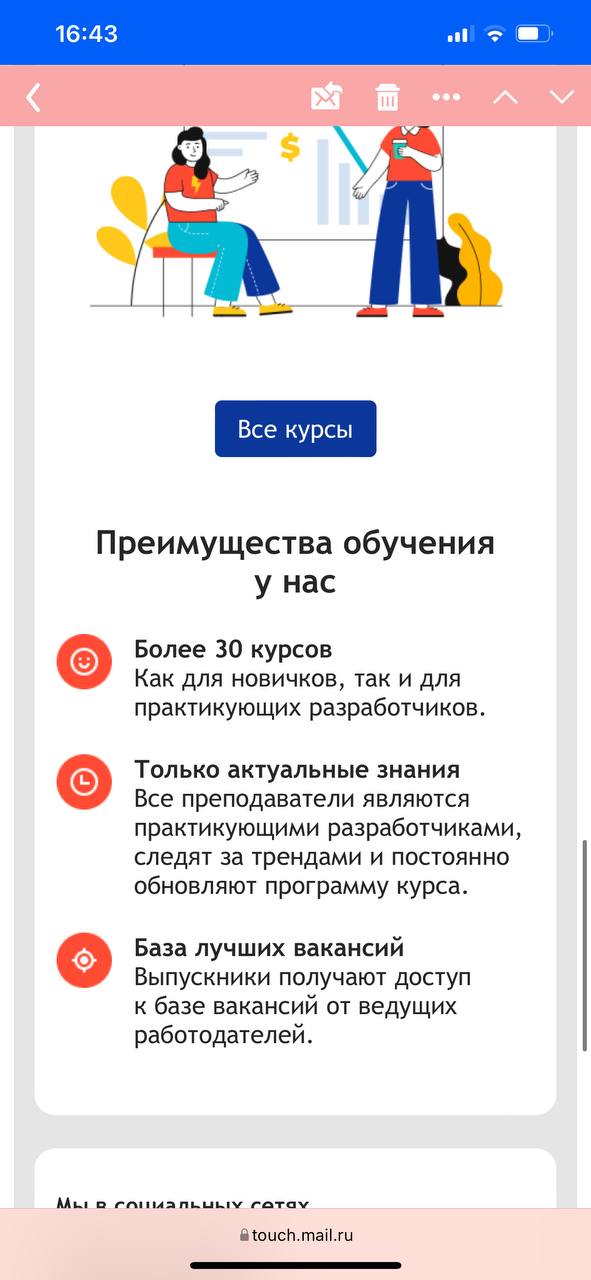 16:43
$
Все курсы
Преимущества обучения
у нас
Более 30 курсов
Как для новичков, так и для
практикующих разработчиков.
Только актуальные знания
Все преподаватели являются
практикующими разработчиками,
следят за трендами и постоянно
обновляют программу курса.
База лучших вакансий
Выпускники получают доступ
к базе вакансий от ведущих
работодателей.
Мы в социальных сетях
touch.mail.ru